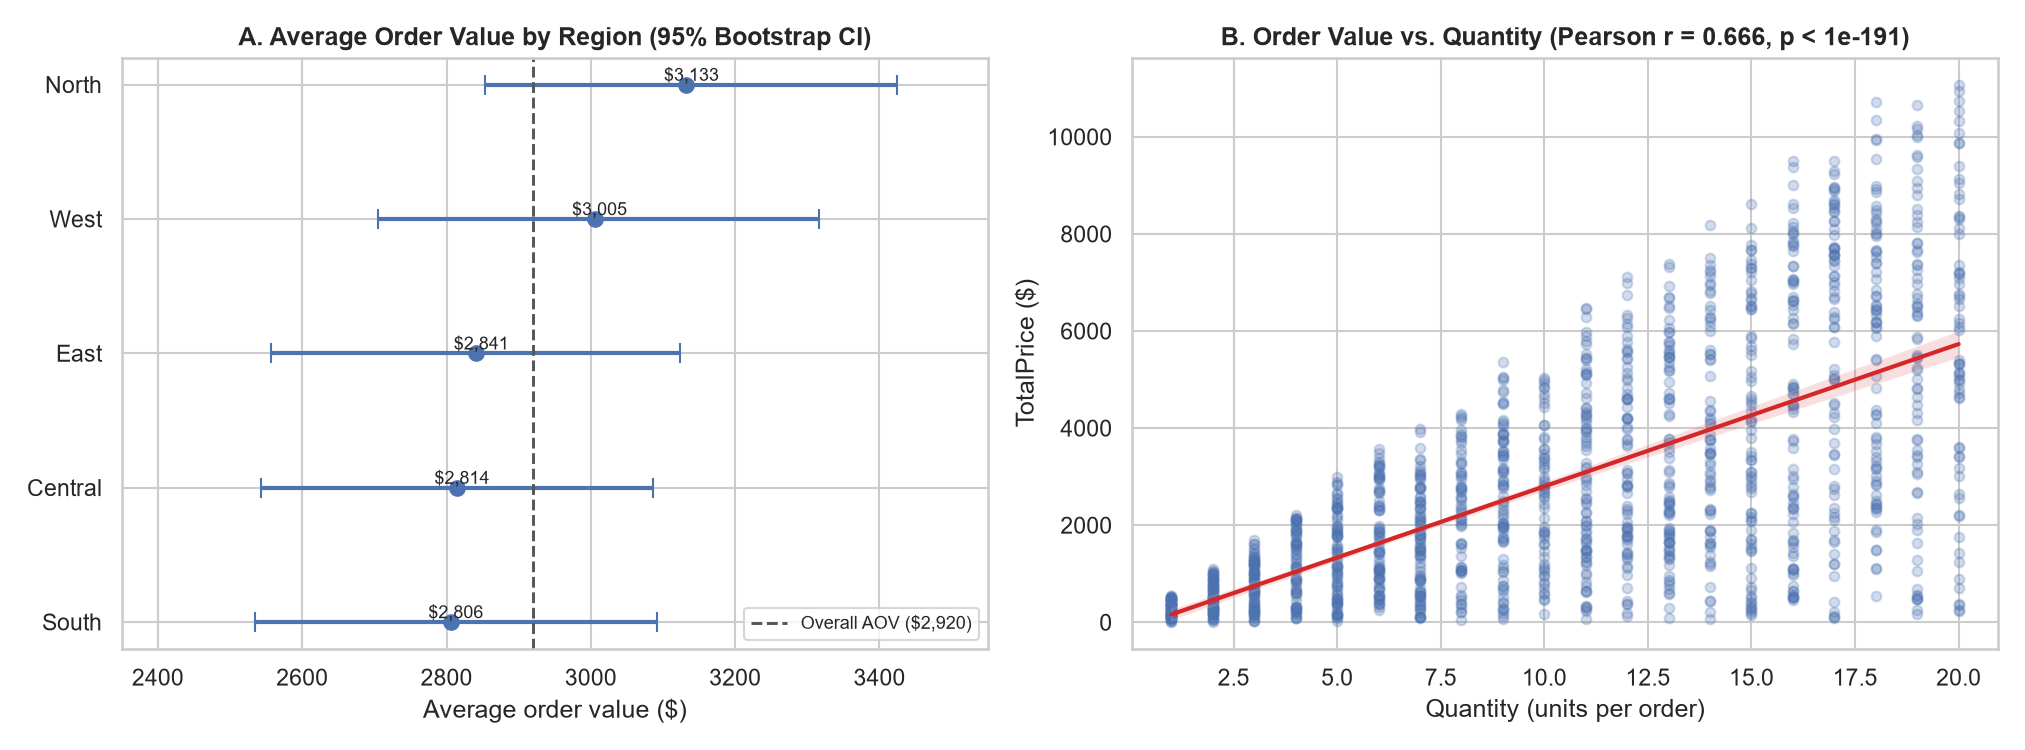 A. Average Order Value by Region (95% Bootstrap CI)
North
West
East
Central
South
$3,133
$3,005
$2,841
$2,814
$2,806
Overall AOV ($2,920)
2400 2600 2800 3000 3200 3400
Average order value ($)
B. Order Value vs. Quantity (Pearson r = 0.666, p < 1e-191)
TotalPrice ($)
10000
8000
6000
4000
2000
0
2.5 5.0 7.5 10.0 12.5 15.0 17.5 20.0
Quantity (units per order)